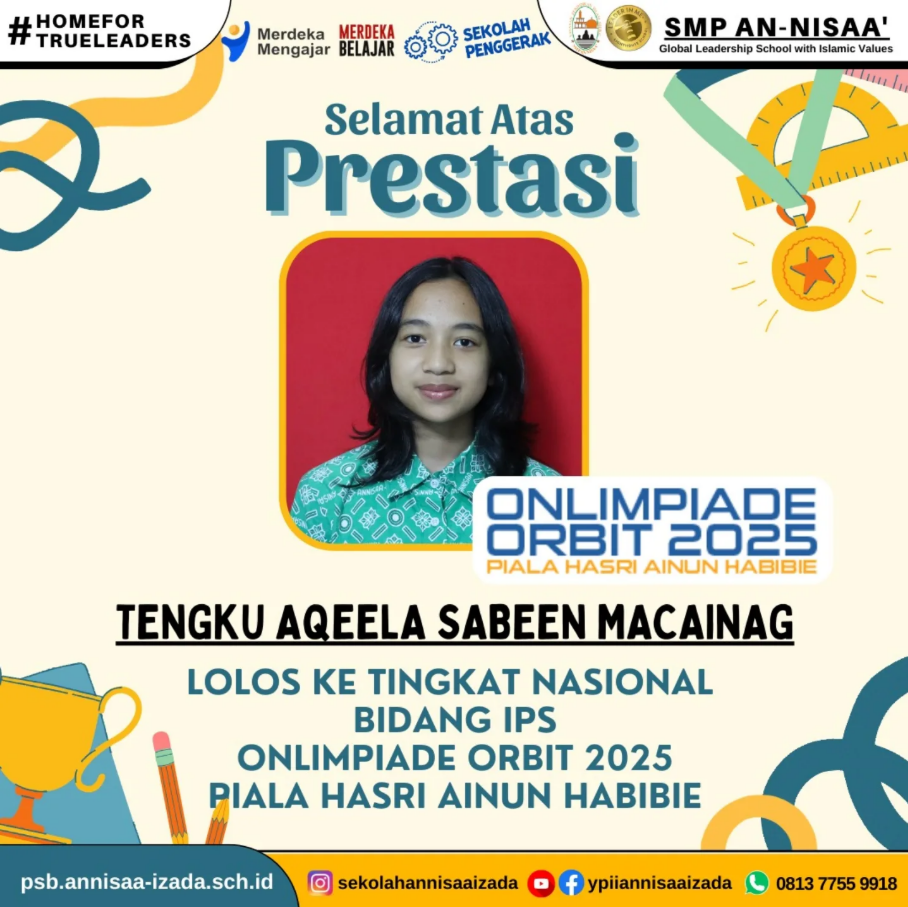 #HOMEFOR
TRUELEADERS
Merdeka
Mengajar
MERDEKA
BELAJAR
SEKOLAH
PENGGERAK
SMP AN-NISAA'
Global Leadership School with Islamic Values
Selamat Atas
Prestasi
ONLIMPIADE
ORBIT 2025
PIALA HASRI AINUN HABIBIE
TENGKU AQEELA SABEEN MACAINAG
LOLOS KE TINGKAT NASIONAL
BIDANG IPS
ONLIMPIADE ORBIT 2025
PIALA HASRI AINUN HABIBIE
psb.annisaa-izada.sch.id
sekolahannisaaizada
ypiiannisaaizada
0813 7755 9918